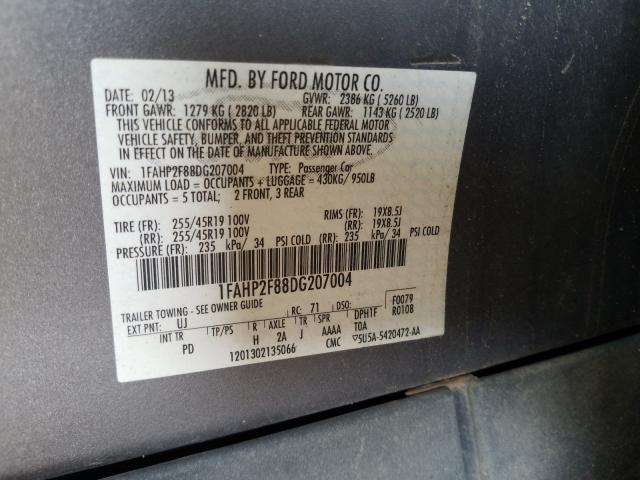 MFD. BY FORD MOTOR CO.
DATE: 02/13 GVWR: 2386 KG ( 5260 LB)
FRONT GAWR: 1279 KG ( 2820 LB) REAR GAWR: 1143 KG ( 2520 LB)
THIS VEHICLE CONFORMS TO ALL APPLICABLE FEDERAL MOTOR
VEHICLE SAFETY, BUMPER, AND THEFT PREVENTION STANDARDS
IN EFFECT ON THE DATE OF MANUFACTURE SHOWN ABOVE.
VIN: 1FAHP2F88DG207004 TYPE: Passenger Car
MAXIMUM LOAD = OCCUPANTS + LUGGAGE = 430KG/ 950LB
OCCUPANTS = 5 TOTAL; 2 FRONT, 3 REAR
TIRE (FR): 255/45R19 100V RIMS (FR): 19X8.5J
(RR): 255/45R19 100V (RR): 19X8.5J
PRESSURE (FR): 235 kPa/ 34 PSI COLD (RR): 235 kPa/ 34 PSI COLD
1FAHP2F88DG207004
TRAILER TOWING - SEE OWNER GUIDE RC: 71 DSO: F0079
EXT PNT: UJ R AXLE TR SPR DPH1F R0108
INT TR TP/PS H 2A J AAAA T0A
PD 1201302135066 CMC 5U5A-5420472-AA